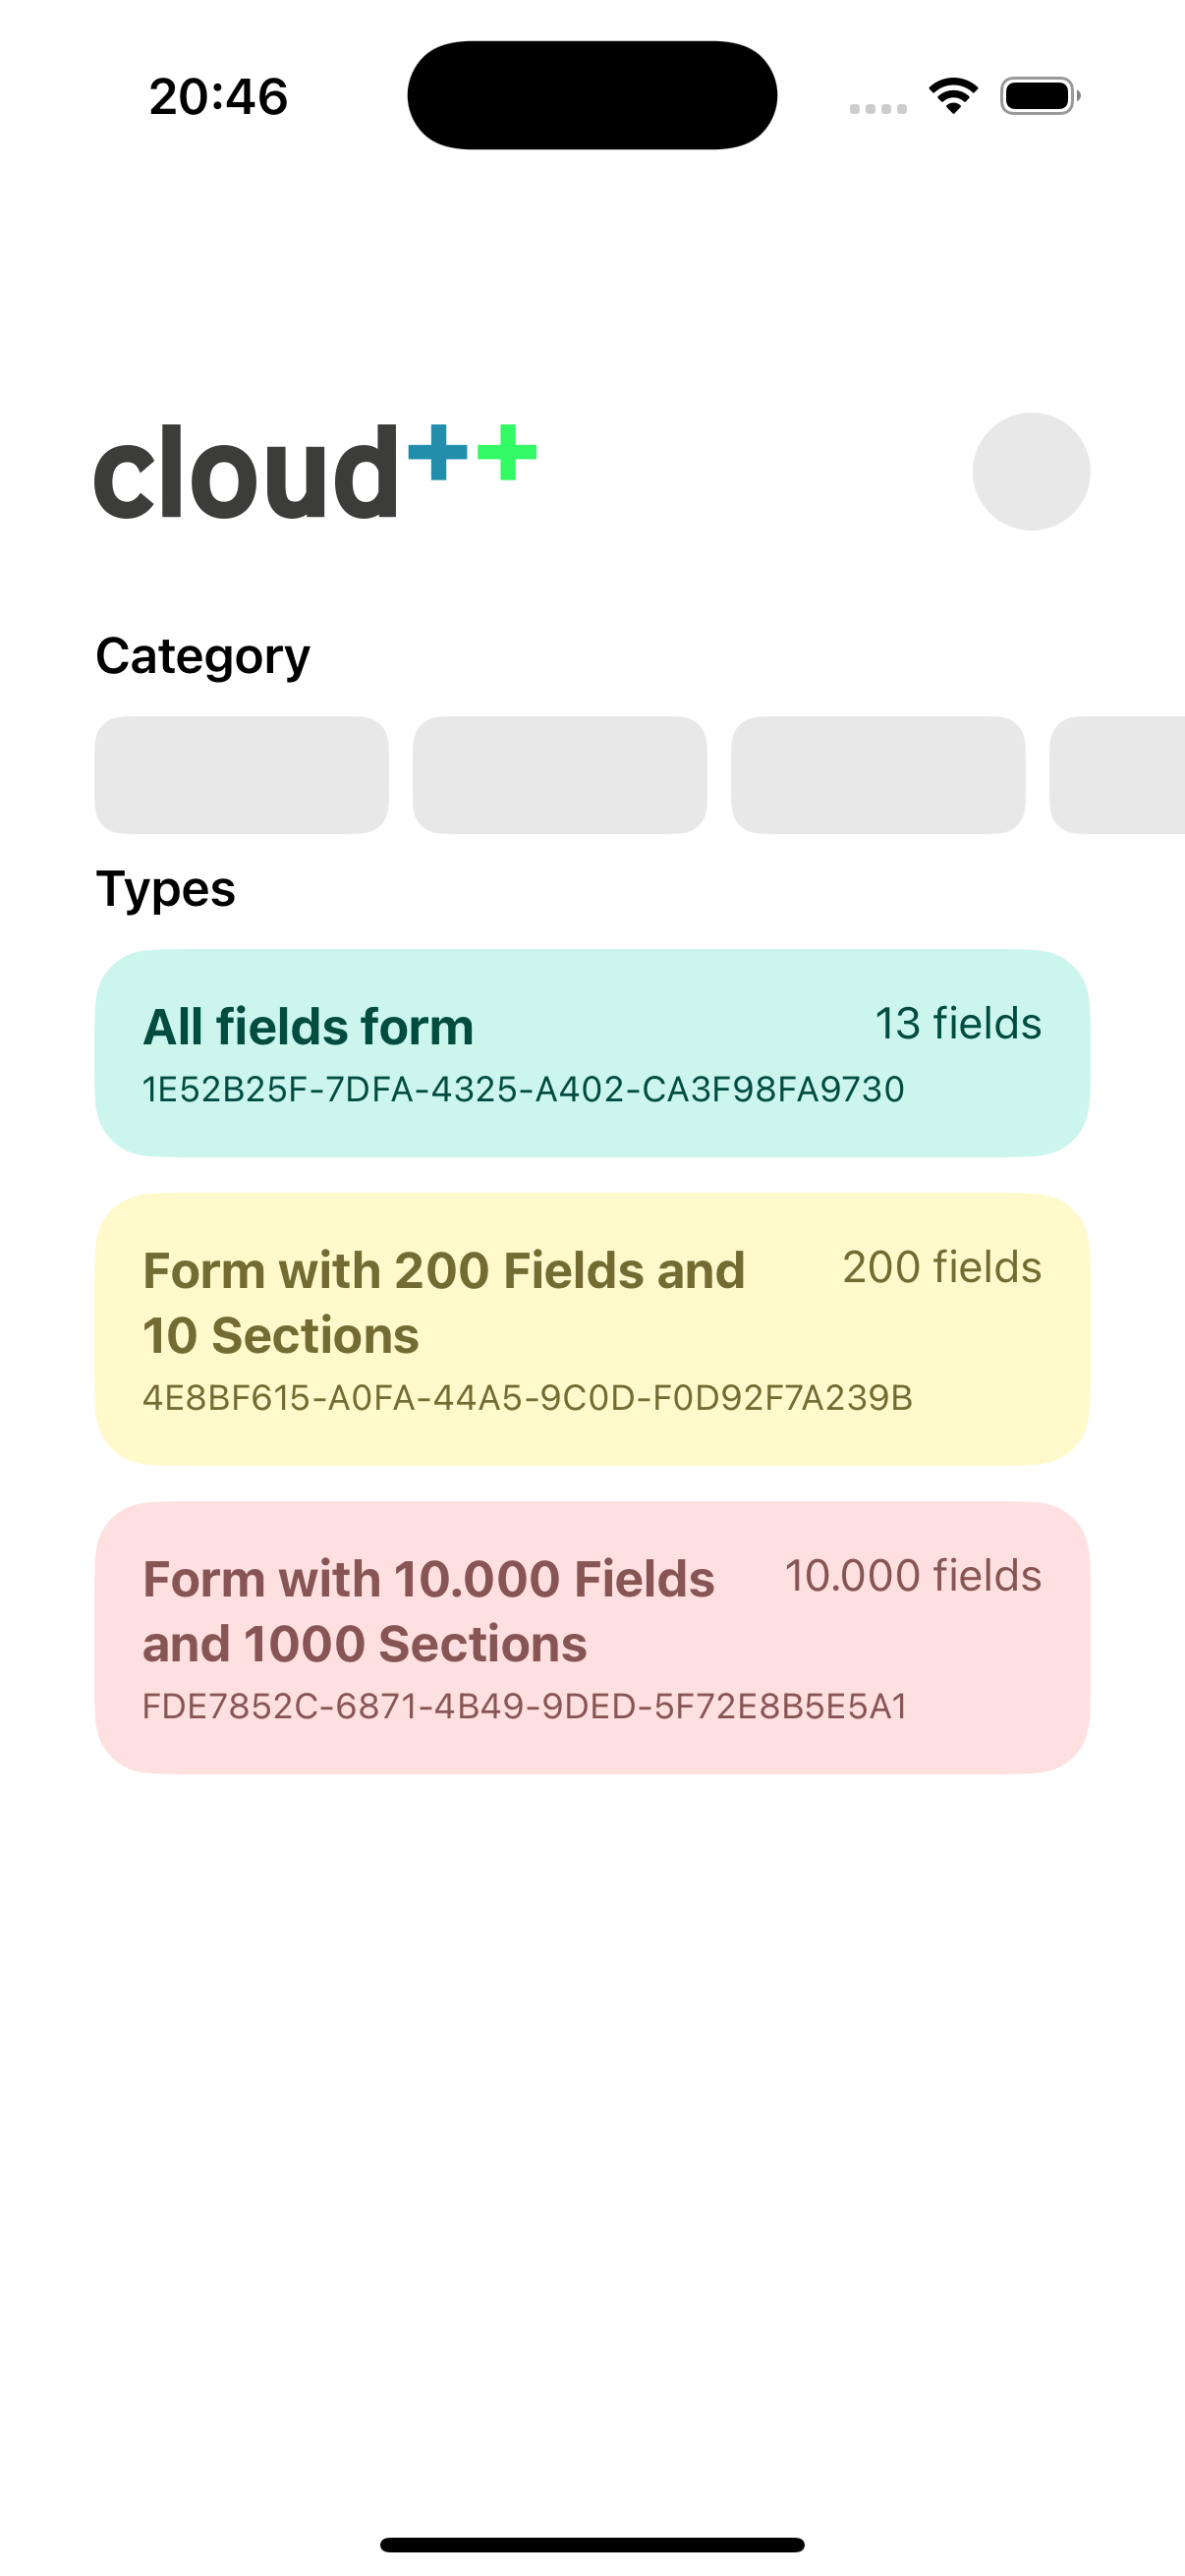 20:46
cloud++
Category
Types
All fields form
13 fields
1E52B25F-7DFA-4325-A402-CA3F98FA9730
Form with 200 Fields and
200 fields
10 Sections
4E8BF615-A0FA-44A5-9C0D-F0D92F7A239B
Form with 10.000 Fields
10.000 fields
and 1000 Sections
FDE7852C-6871-4B49-9DED-5F72E8B5E5A1